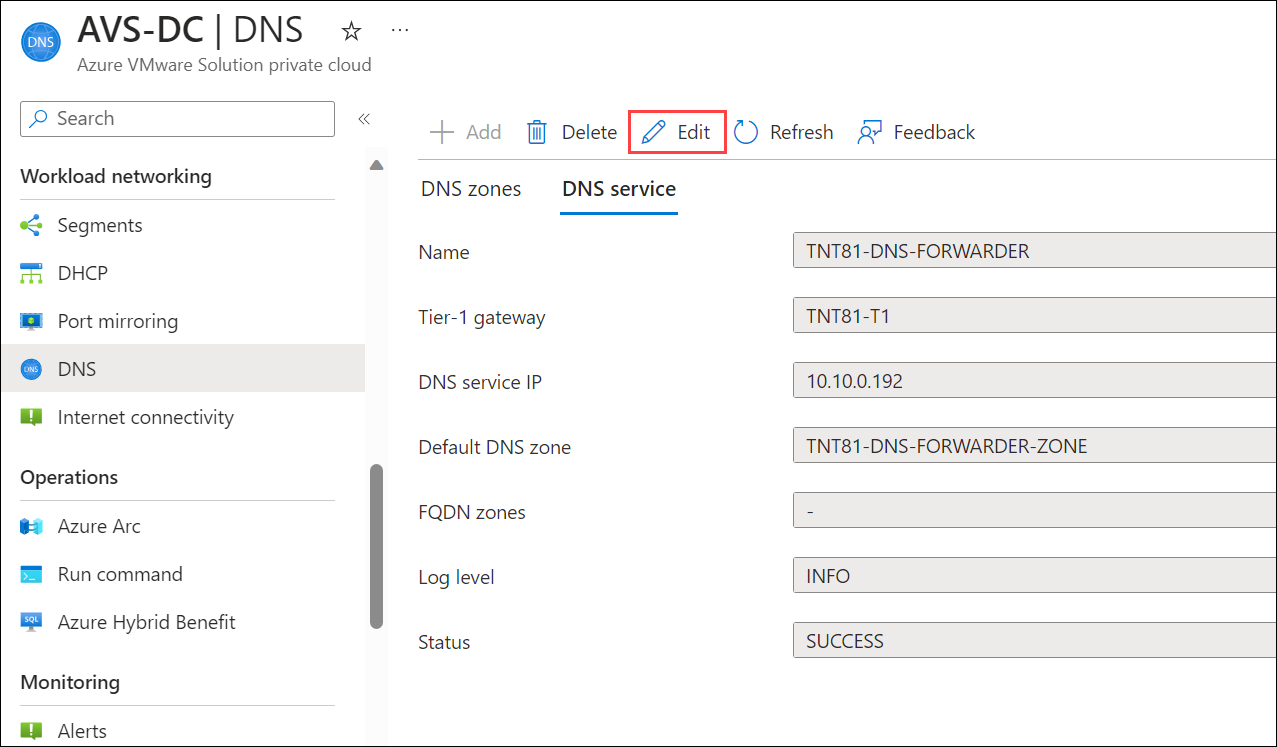 DNS
AVS-DC | DNS
Azure VMware Solution private cloud
Search
«
Add
Delete
Edit
Refresh
Feedback
Workload networking
Segments
DHCP
Port mirroring
DNS
DNS
Internet connectivity
Operations
Azure Arc
Run command
SQL
Azure Hybrid Benefit
Monitoring
Alerts
DNS zones
DNS service
Name
TNT81-DNS-FORWARDER
Tier-1 gateway
TNT81-T1
DNS service IP
10.10.0.192
Default DNS zone
TNT81-DNS-FORWARDER-ZONE
FQDN zones
-
Log level
INFO
Status
SUCCESS